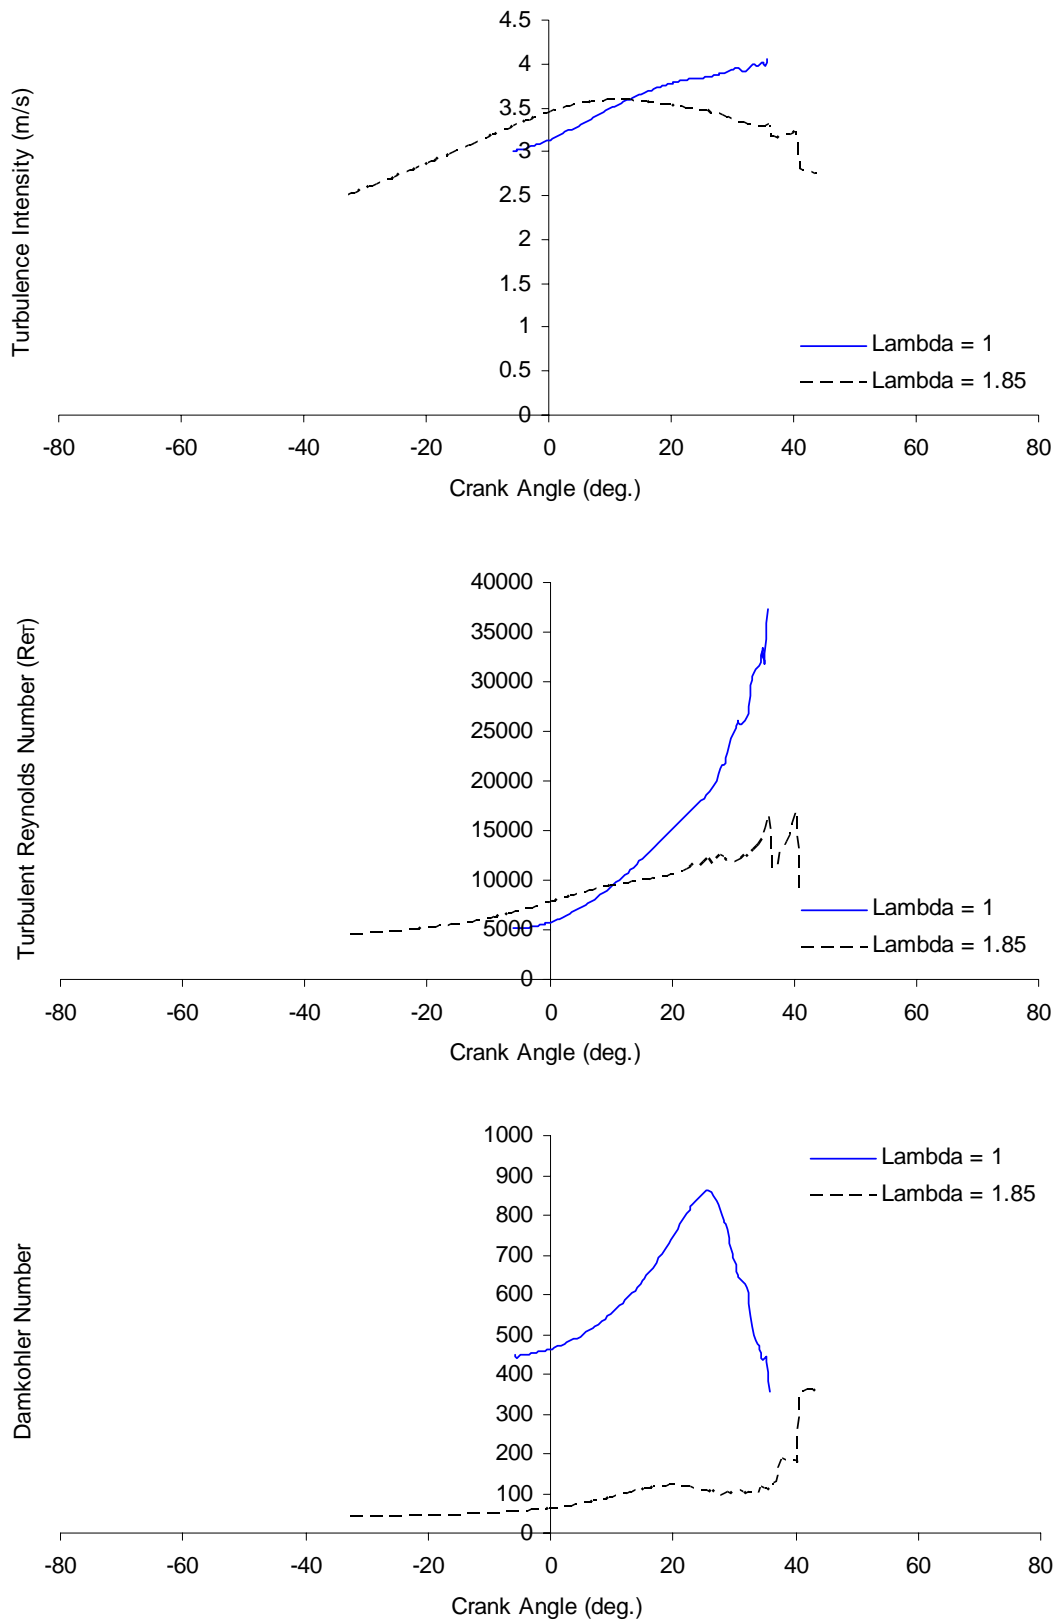 Turbulence Intensity (m/s)
4.5
4
3.5
3
2.5
2
1.5
1
0.5
0
Lambda = 1
Lambda = 1.85
-80 -60 -40 -20 0 20 40 60 80
Crank Angle (deg.)
Turbulent Reynolds Number (ReT)
40000
35000
30000
25000
20000
15000
10000
5000
0
Lambda = 1
Lambda = 1.85
-80 -60 -40 -20 0 20 40 60 80
Crank Angle (deg.)
Damkohler Number
1000
900
800
700
600
500
400
300
200
100
0
Lambda = 1
Lambda = 1.85
-80 -60 -40 -20 0 20 40 60 80
Crank Angle (deg.)